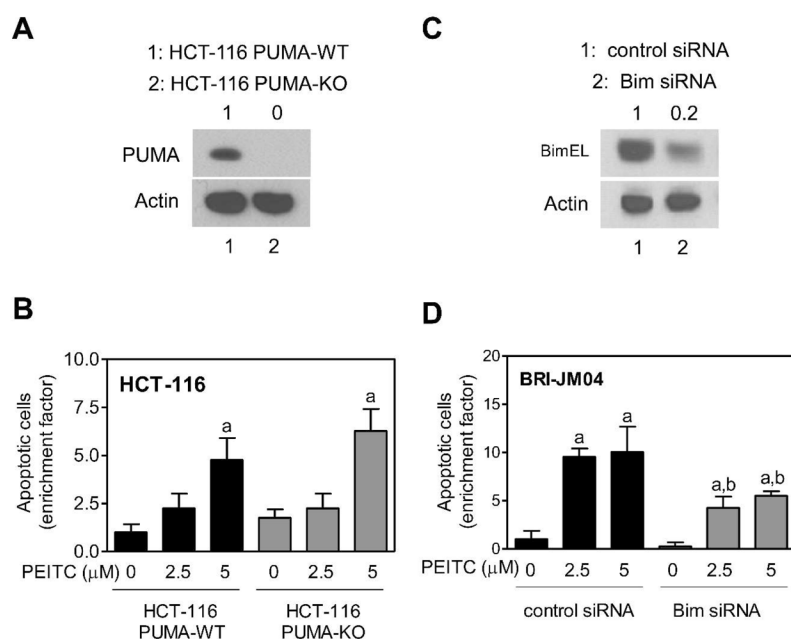 A
1: HCT-116 PUMA-WT
2: HCT-116 PUMA-KO
1 0
PUMA
Actin
1 2
B
10.0
7.5
5.0
2.5
0.0
Apoptotic cells
(enrichment factor)
HCT-116
a
a
PEITC (μM) 0 2.5 5 0 2.5 5
HCT-116
PUMA-WT
HCT-116
PUMA-KO
C
1: control siRNA
2: Bim siRNA
1 0.2
BimEL
Actin
1 2
D
20
15
10
5
0
Apoptotic cells
(enrichment factor)
BRI-JM04
a
a
a,b
a,b
PEITC (μM) 0 2.5 5 0 2.5 5
control siRNA
Bim siRNA